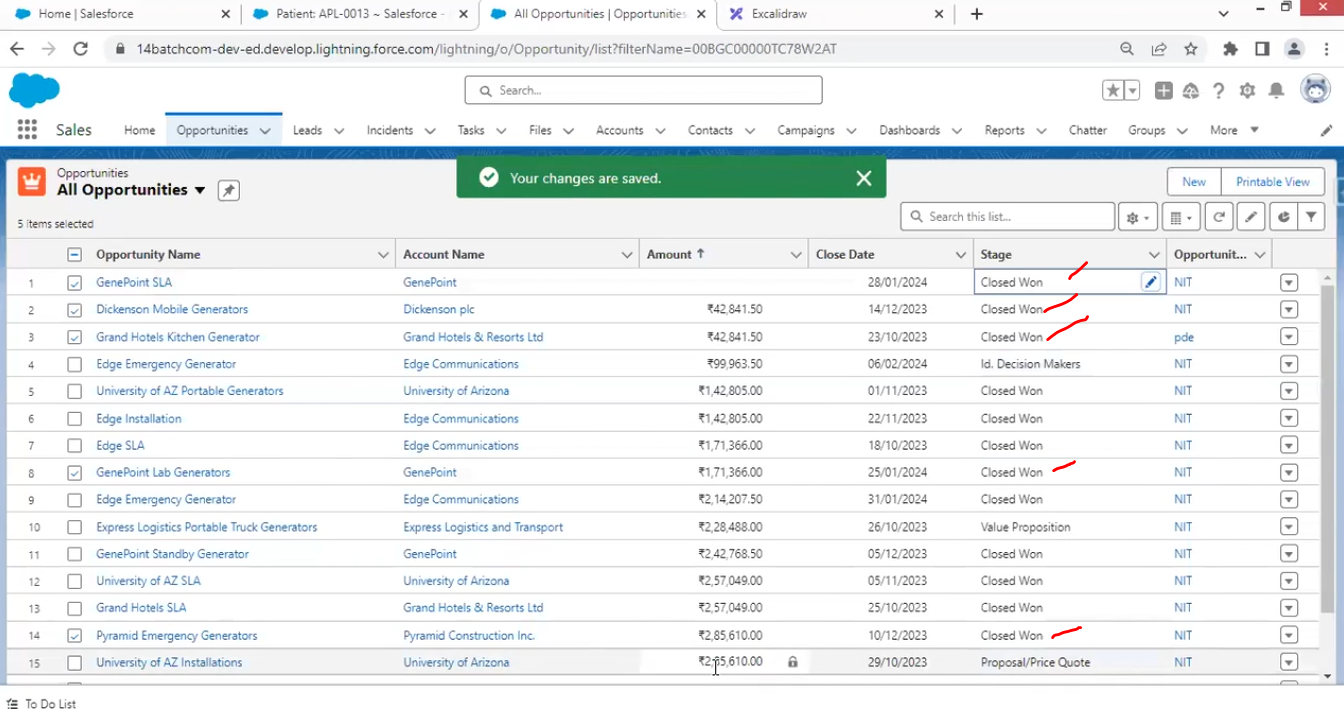 Home | Salesforce
Patient: APL-0013 ~ Salesforce -
All Opportunities | Opportunities
Excalidraw
14batchcom-dev-ed.develop.lightning.force.com/lightning/o/Opportunity/list?filterName=00BGC00000TC78W2AT
Search...
Sales Home Opportunities Leads Incidents Tasks Files Accounts Contacts Campaigns Dashboards Reports Chatter Groups More
Opportunities
All Opportunities
Your changes are saved.
New Printable View
5 items selected
Search this list...
Opportunity Name Account Name Amount ↑ Close Date Stage Opportunit...
1 GenePoint SLA GenePoint 28/01/2024 Closed Won NIT
2 Dickenson Mobile Generators Dickenson plc ₹42,841.50 14/12/2023 Closed Won NIT
3 Grand Hotels Kitchen Generator Grand Hotels & Resorts Ltd ₹42,841.50 23/10/2023 Closed Won pde
4 Edge Emergency Generator Edge Communications ₹99,963.50 06/02/2024 Id. Decision Makers NIT
5 University of AZ Portable Generators University of Arizona ₹1,42,805.00 01/11/2023 Closed Won NIT
6 Edge Installation Edge Communications ₹1,42,805.00 22/11/2023 Closed Won NIT
7 Edge SLA Edge Communications ₹1,71,366.00 18/10/2023 Closed Won NIT
8 GenePoint Lab Generators GenePoint ₹1,71,366.00 25/01/2024 Closed Won NIT
9 Edge Emergency Generator Edge Communications ₹2,14,207.50 31/01/2024 Closed Won NIT
10 Express Logistics Portable Truck Generators Express Logistics and Transport ₹2,28,488.00 26/10/2023 Value Proposition NIT
11 GenePoint Standby Generator GenePoint ₹2,42,768.50 05/12/2023 Closed Won NIT
12 University of AZ SLA University of Arizona ₹2,57,049.00 05/11/2023 Closed Won NIT
13 Grand Hotels SLA Grand Hotels & Resorts Ltd ₹2,57,049.00 25/10/2023 Closed Won NIT
14 Pyramid Emergency Generators Pyramid Construction Inc. ₹2,85,610.00 10/12/2023 Closed Won NIT
15 University of AZ Installations University of Arizona ₹2,85,610.00 29/10/2023 Proposal/Price Quote NIT
To Do List